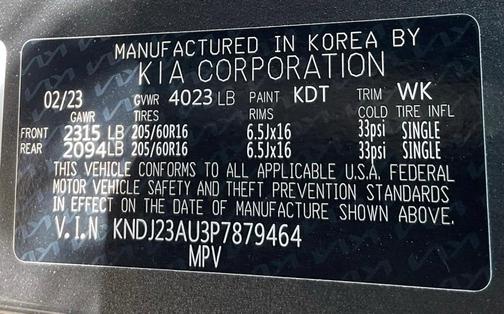 MANUFACTURED IN KOREA BY
KIA CORPORATION
02/23 GVWR 4023 LB PAINT KDT TRIM WK
GAWR TIRES RIMS COLD TIRE INFL
FRONT 2315 LB 205/60R16 6.5Jx16 33psi SINGLE
REAR 2094LB 205/60R16 6.5Jx16 33psi SINGLE
THIS VEHICLE CONFORMS TO ALL APPLICABLE U.S.A. FEDERAL
MOTOR VEHICLE SAFETY AND THEFT PREVENTION STANDARDS
IN EFFECT ON THE DATE OF MANUFACTURE SHOWN ABOVE.
V.I.N KNDJ23AU3P7879464
MPV